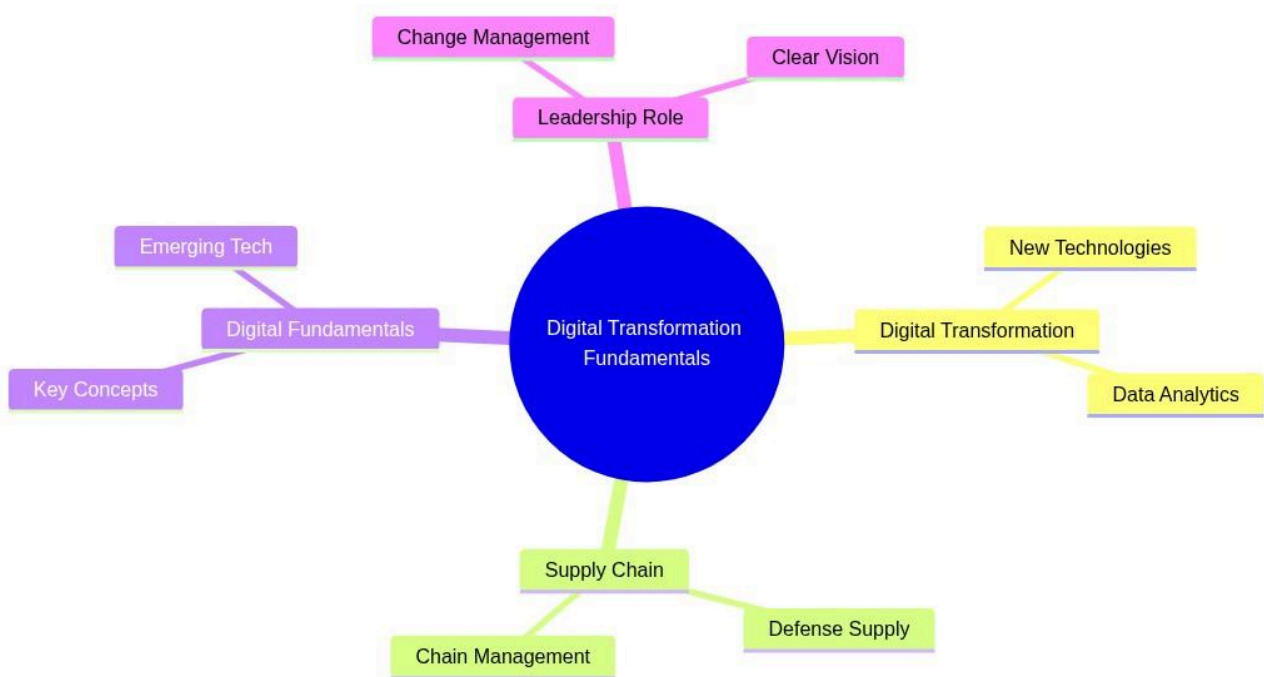 Change Management
Clear Vision
Leadership Role
Emerging Tech
New Technologies
Digital Fundamentals
Digital Transformation
Fundamentals
Digital Transformation
Key Concepts
Data Analytics
Supply Chain
Defense Supply
Chain Management